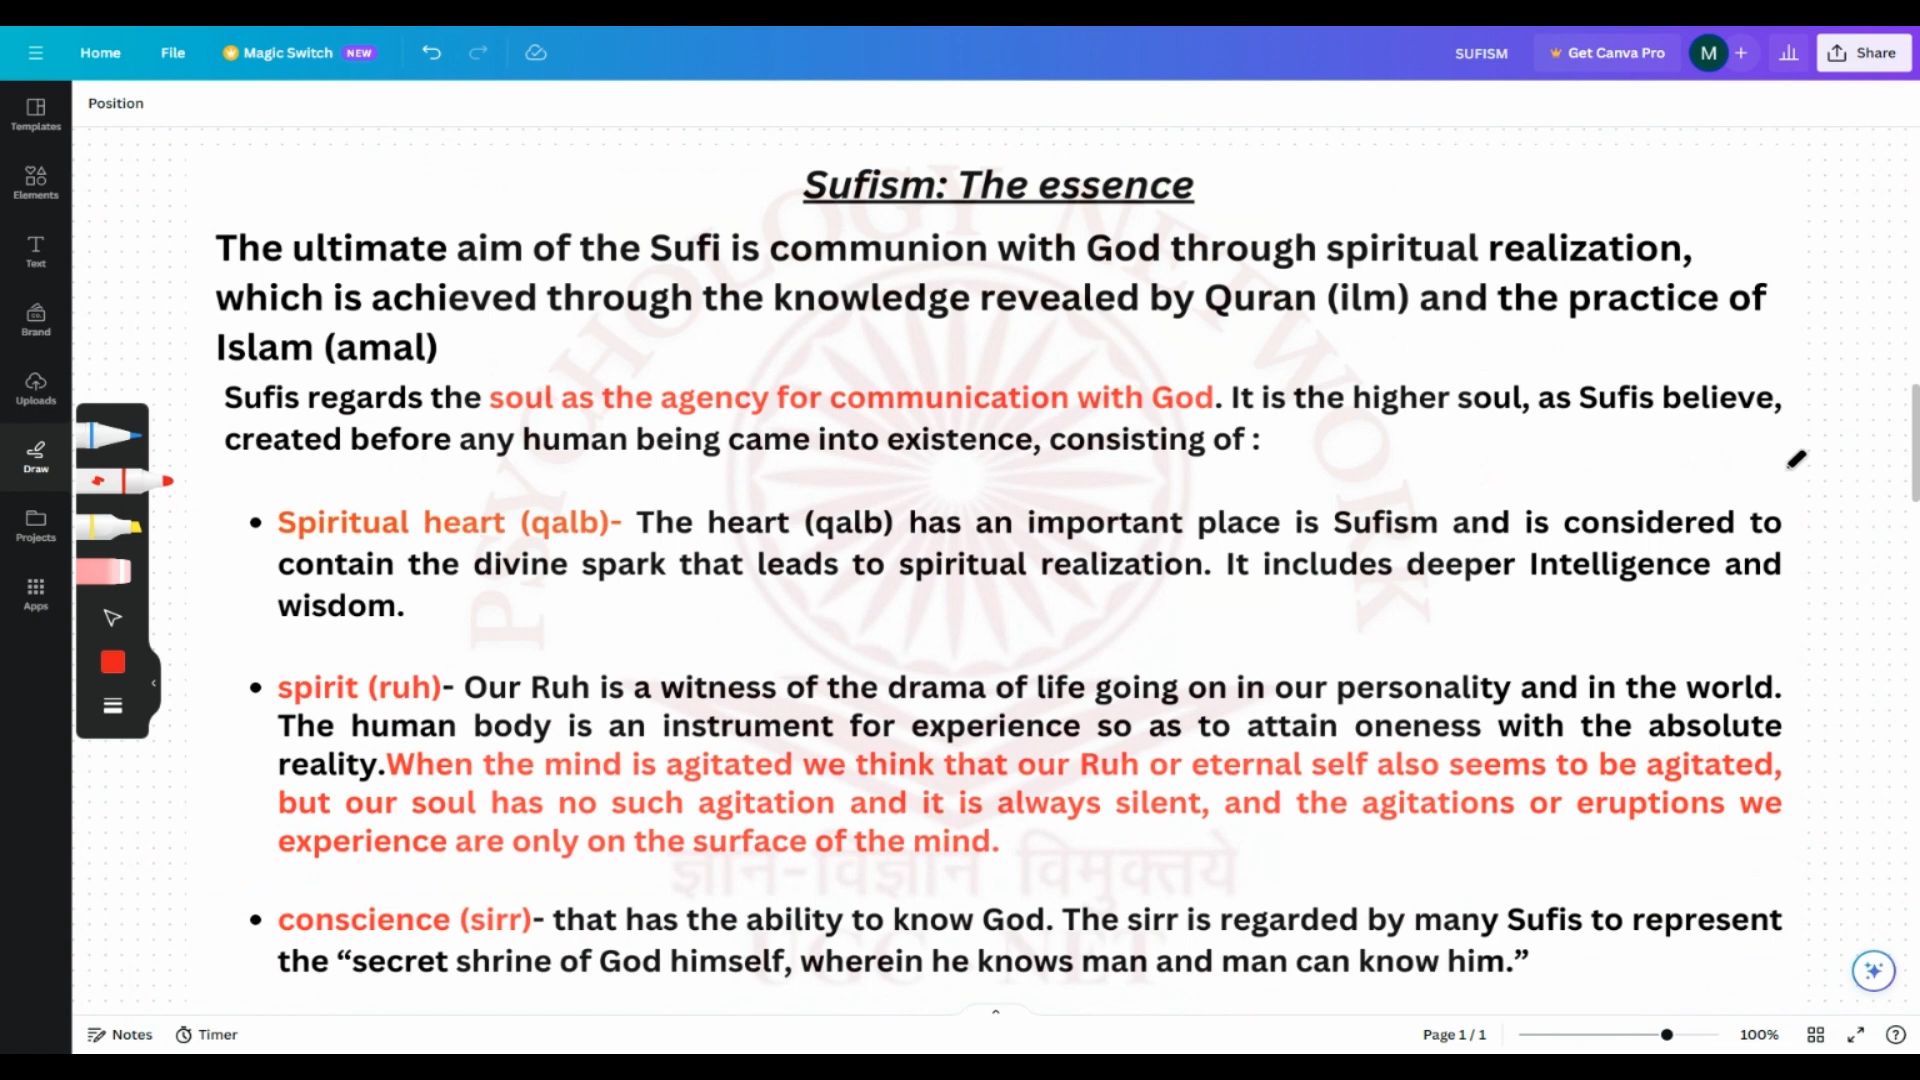 Home File Magic Switch NEW SUFISM Get Canva Pro M + Share
Templates
Elements
Text
Brand
Uploads
Draw
Projects
Apps
Position
Sufism: The essence
The ultimate aim of the Sufi is communion with God through spiritual realization,
which is achieved through the knowledge revealed by Quran (ilm) and the practice of
Islam (amal)
Sufis regards the soul as the agency for communication with God. It is the higher soul, as Sufis believe,
created before any human being came into existence, consisting of :
• Spiritual heart (qalb)- The heart (qalb) has an important place is Sufism and is considered to
contain the divine spark that leads to spiritual realization. It includes deeper Intelligence and
wisdom.
• spirit (ruh)- Our Ruh is a witness of the drama of life going on in our personality and in the world.
The human body is an instrument for experience so as to attain oneness with the absolute
reality.When the mind is agitated we think that our Ruh or eternal self also seems to be agitated,
but our soul has no such agitation and it is always silent, and the agitations or eruptions we
experience are only on the surface of the mind.
• conscience (sirr)- that has the ability to know God. The sirr is regarded by many Sufis to represent
the “secret shrine of God himself, wherein he knows man and man can know him.”
PSYCHOLOGY NETWORK
ज्ञान-विज्ञान विमुक्तये
UGC - NET
Notes Timer Page 1 / 1 100%